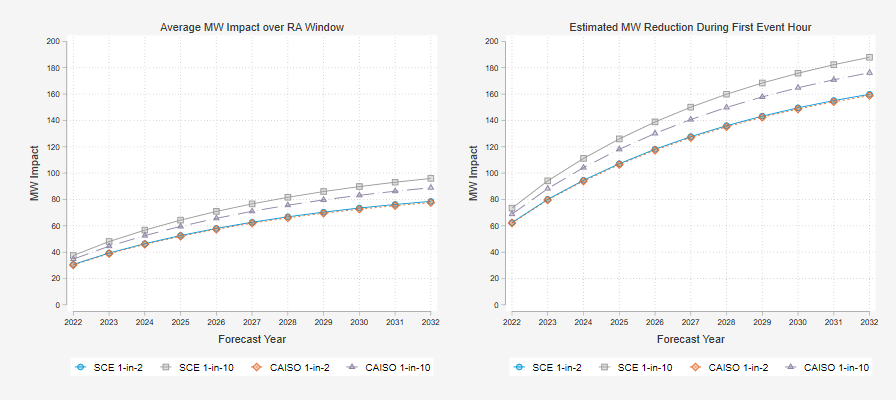 Average MW Impact over RA Window
MW Impact
200
180
160
140
120
100
80
60
40
20
0
2022 2023 2024 2025 2026 2027 2028 2029 2030 2031 2032
Forecast Year
SCE 1-in-2 SCE 1-in-10 CAISO 1-in-2 CAISO 1-in-10
Estimated MW Reduction During First Event Hour
MW Impact
200
180
160
140
120
100
80
60
40
20
0
2022 2023 2024 2025 2026 2027 2028 2029 2030 2031 2032
Forecast Year
SCE 1-in-2 SCE 1-in-10 CAISO 1-in-2 CAISO 1-in-10